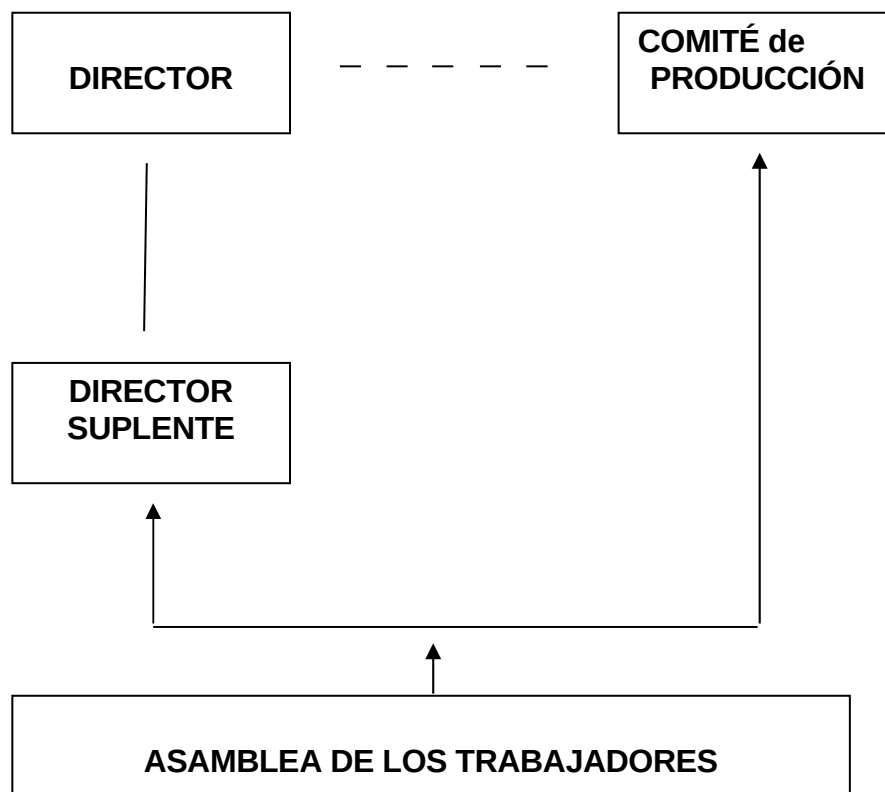 DIRECTOR
COMITÉ de
PRODUCCIÓN
DIRECTOR
SUPLENTE
ASAMBLEA DE LOS TRABAJADORES